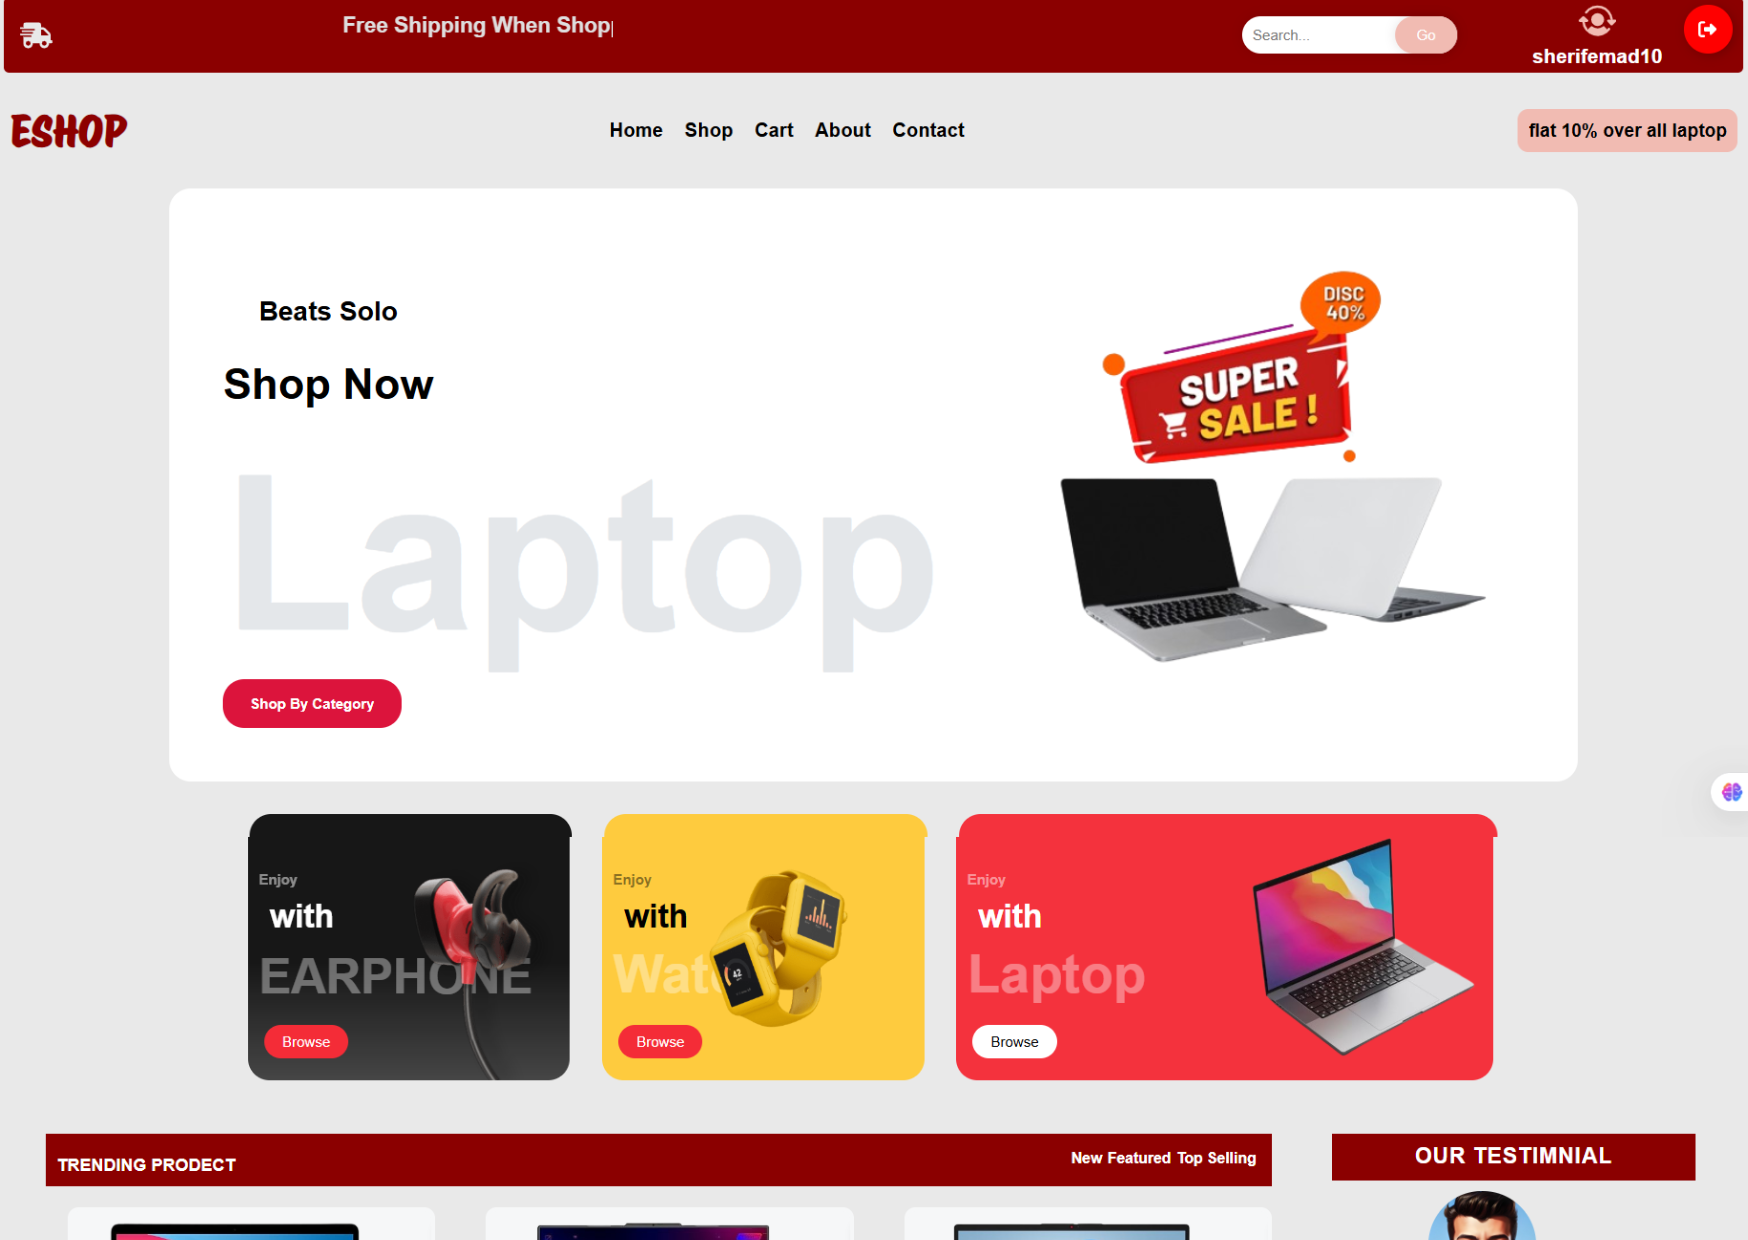 Free Shipping When Shop
Search...
Go
sherifemad10
ESHOP
Home Shop Cart About Contact
flat 10% over all laptop
Beats Solo
Shop Now
Laptop
Shop By Category
DISC
40%
SUPER
SALE !
Enjoy
with
EARPHONE
Browse
Enjoy
with
Wat
42
Browse
Enjoy
with
Laptop
Browse
TRENDING PRODECT
New Featured Top Selling
OUR TESTIMNIAL